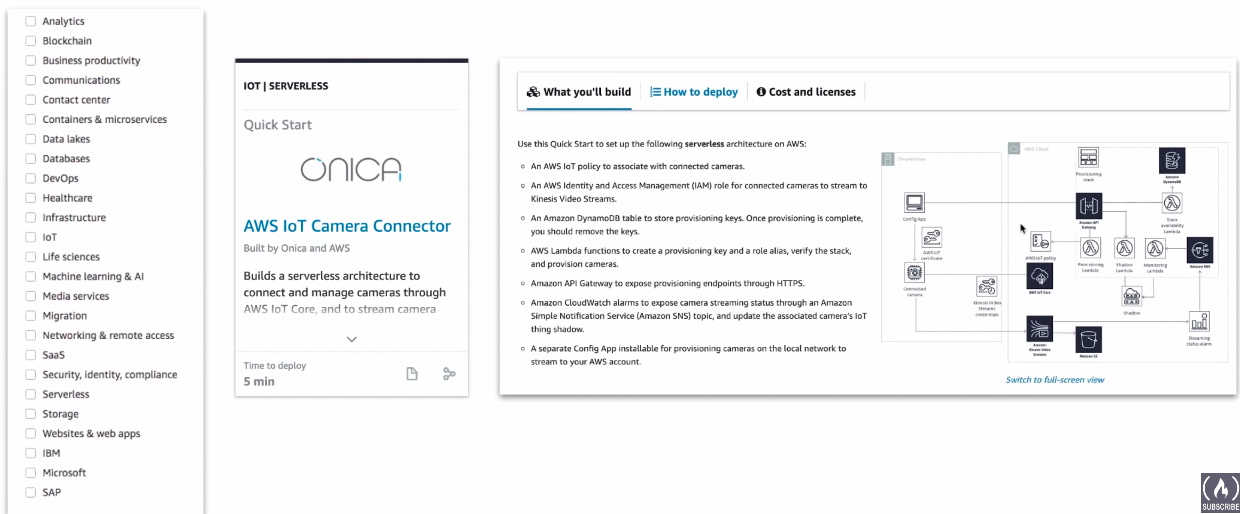 Analytics
Blockchain
Business productivity
Communications
Contact center
Containers & microservices
Data lakes
Databases
DevOps
Healthcare
Infrastructure
IoT
Life sciences
Machine learning & AI
Media services
Migration
Networking & remote access
SaaS
Security, identity, compliance
Serverless
Storage
Websites & web apps
IBM
Microsoft
SAP
IOT | SERVERLESS
Quick Start
ONICA
AWS IoT Camera Connector
Built by Onica and AWS
Builds a serverless architecture to
connect and manage cameras through
AWS IoT Core, and to stream camera
Time to deploy
5 min
What you'll build
How to deploy
Cost and licenses
Use this Quick Start to set up the following serverless architecture on AWS:
An AWS IoT policy to associate with connected cameras.
An AWS Identity and Access Management (IAM) role for connected cameras to stream to
Kinesis Video Streams.
An Amazon DynamoDB table to store provisioning keys. Once provisioning is complete,
you should remove the keys.
AWS Lambda functions to create a provisioning key and a role alias, verify the stack,
and provision cameras.
Amazon API Gateway to expose provisioning endpoints through HTTPS.
Amazon CloudWatch alarms to expose camera streaming status through an Amazon
Simple Notification Service (Amazon SNS) topic, and update the associated camera's IoT
thing shadow.
A separate Config App installable for provisioning cameras on the local network to
stream to your AWS account.
On-premises
AWS Cloud
Provisioning
stack
Amazon
DynamoDB
Config App
Amazon API
Gateway
Stack
availability
Lambda
AWS IoT
certificate
AWS IoT policy
Provisioning
Lambda
Shadow
Lambda
Monitoring
Lambda
Amazon SNS
Connected
camera
AWS IoT Core
Kinesis Video
Streams
credentials
Shadow
Amazon
Kinesis Video
Streams
Amazon S3
Streaming
status alarm
Switch to full-screen view
SUBSCRIBE